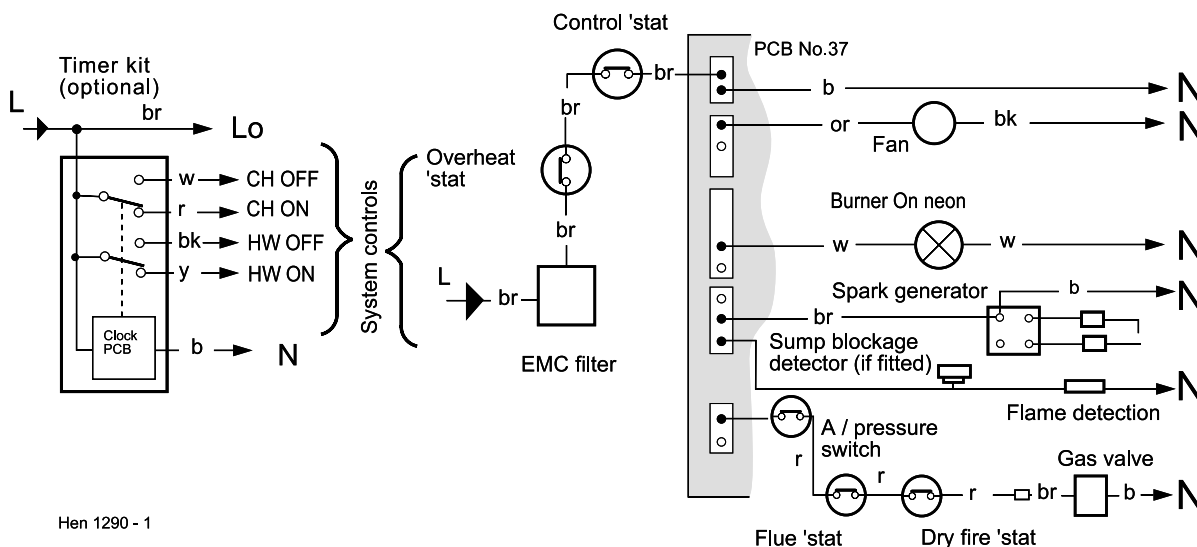 Control 'stat
PCB No.37
Timer kit
(optional)
L
br
Lo
br
b
N
br
or
Fan
bk
N
w
CH OFF
r
CH ON
bk
HW OFF
y
HW ON
System controls
Overheat
'stat
br
Burner On neon
w
w
N
L
br
Spark generator
b
N
br
Clock
PCB
b
N
EMC filter
Sump blockage
detector (if fitted)
N
Flame detection
A / pressure
switch
r
r
Gas valve
r
br
b
N
Hen 1290 - 1
Flue 'stat
Dry fire 'stat